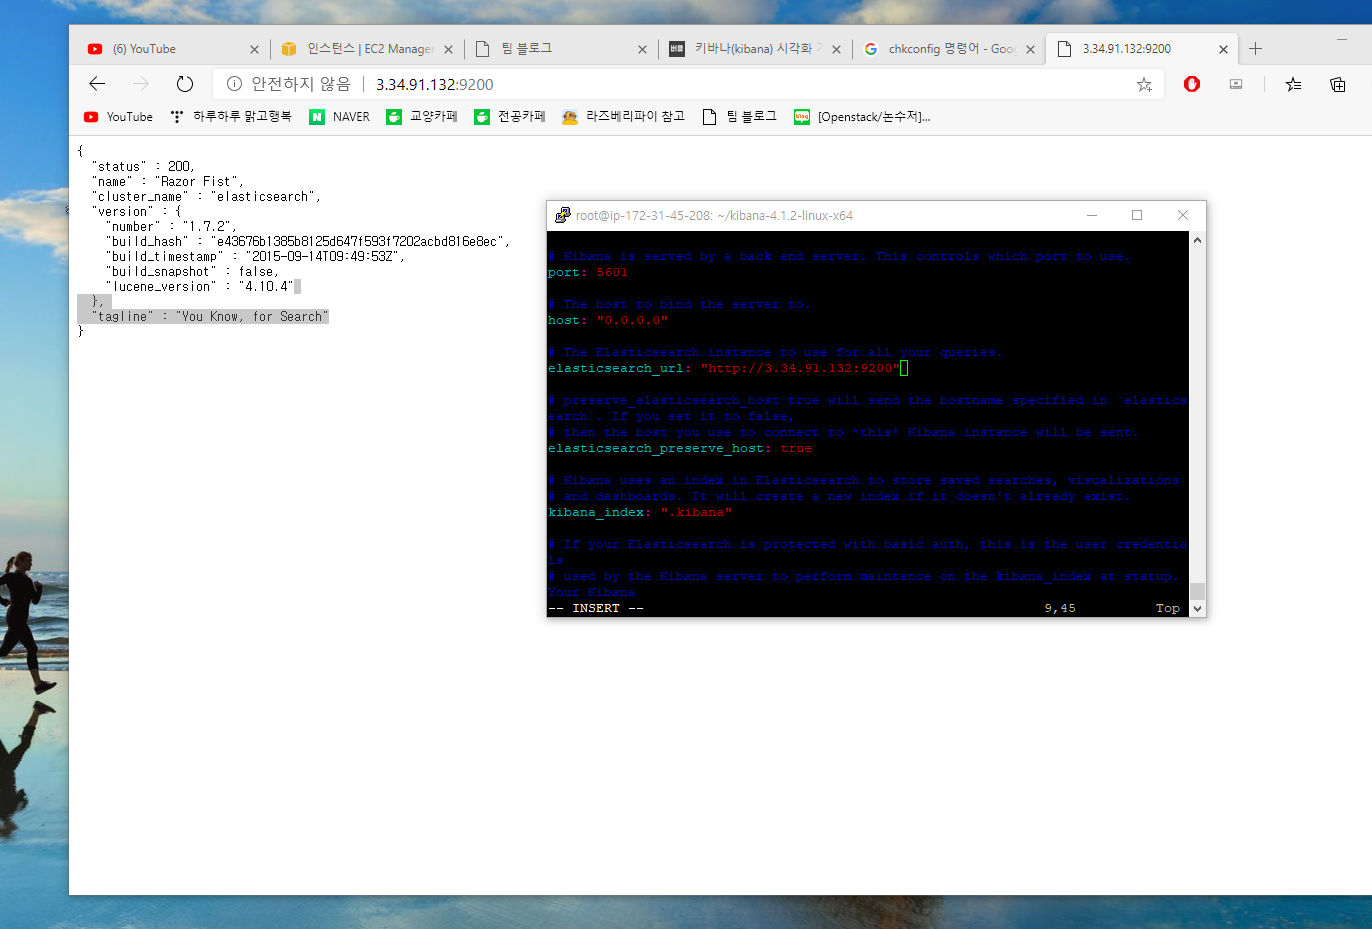 (6) YouTube
인스턴스 | EC2 Manager
팀 블로그
키바나(kibana) 시각화
chkconfig 명령어 - Goo
3.34.91.132:9200
안전하지 않음
3.34.91.132:9200
YouTube
하루하루 맑고행복
NAVER
교양카페
전공카페
라즈베리파이 참고
팀 블로그
[Openstack/논수저]...
{
"status" : 200,
"name" : "Razor Fist",
"cluster_name" : "elasticsearch",
"version" : {
"number" : "1.7.2",
"build_hash" : "e43676b1385b8125d647f593f7202acbd816e8ec",
"build_timestamp" : "2015-09-14T09:49:53Z",
"build_snapshot" : false,
"lucene_version" : "4.10.4"
},
"tagline" : "You Know, for Search"
}
root@ip-172-31-45-208: ~/kibana-4.1.2-linux-x64
# Kibana is served by a back end server. This controls which port to use.
port: 5601
# The host to bind the server to.
host: "0.0.0.0"
# The Elasticsearch instance to use for all your queries.
elasticsearch_url: "http://3.34.91.132:9200"
# preserve_elasticsearch_host true will send the hostname specified in `elastics
earch`. If you set it to false,
# then the host you use to connect to *this* Kibana instance will be sent.
elasticsearch_preserve_host: true
# Kibana uses an index in Elasticsearch to store saved searches, visualizations
# and dashboards. It will create a new index if it doesn't already exist.
kibana_index: ".kibana"
# If your Elasticsearch is protected with basic auth, this is the user credentia
ls
# used by the Kibana server to perform maintence on the kibana_index at statup.
Your Kibana
-- INSERT --
9,45
Top